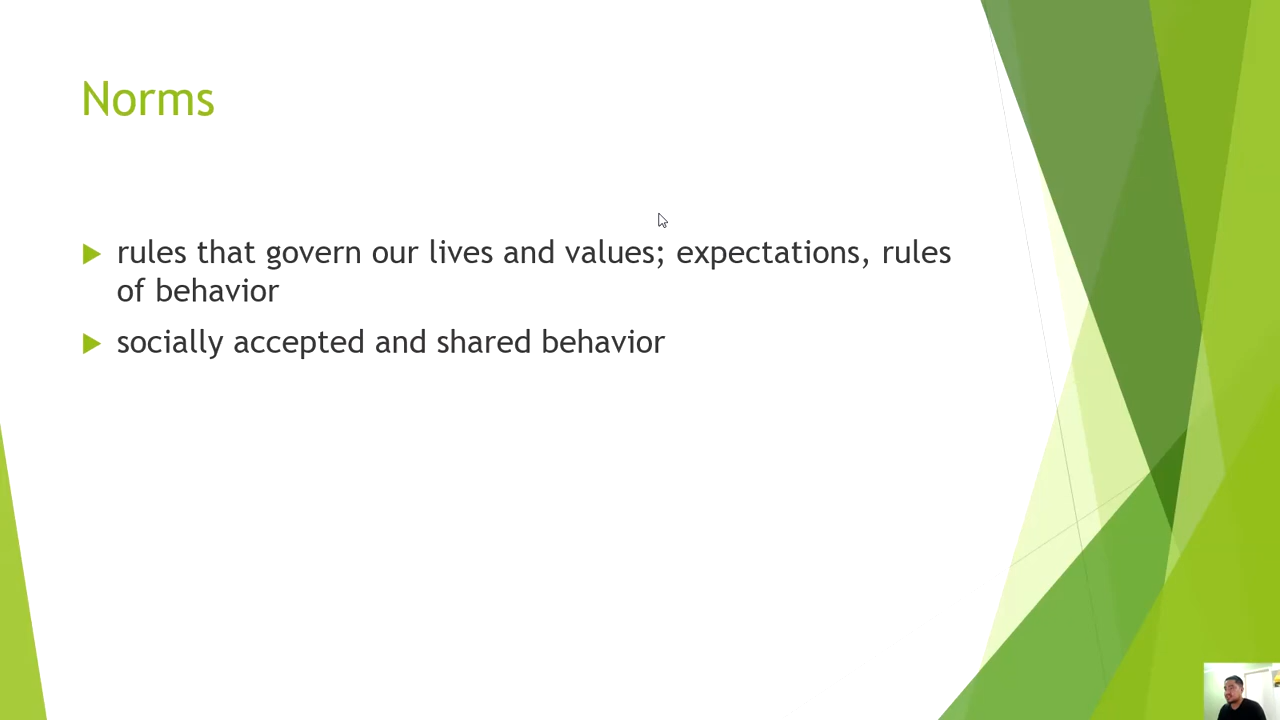 Norms
rules that govern our lives and values; expectations, rules
of behavior
socially accepted and shared behavior